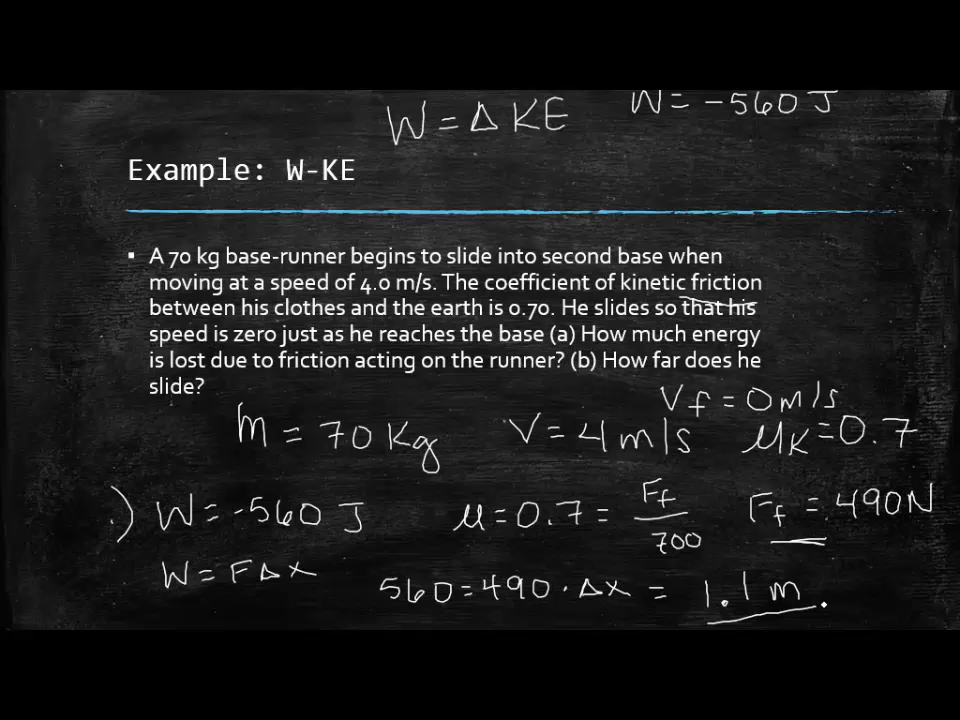 W = Δ KE
W = -560 J
Example: W-KE
▪ A 70 kg base-runner begins to slide into second base when
moving at a speed of 4.0 m/s. The coefficient of kinetic friction
between his clothes and the earth is 0.70. He slides so that his
speed is zero just as he reaches the base (a) How much energy
is lost due to friction acting on the runner? (b) How far does he
slide?
Vf = 0 m/s
m = 70 Kg V = 4 m/s μK = 0.7
.) W = -560 J μ = 0.7 = Ff / 700 Ff = 490N
W = F Δ X 560 = 490 · Δx = 1.1 m.